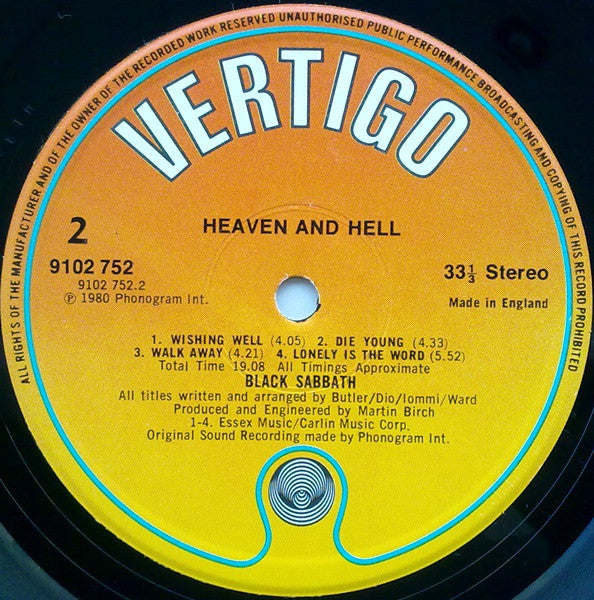 ALL RIGHTS OF THE MANUFACTURER AND OF THE OWNER OF THE RECORDED WORK RESERVED UNAUTHORISED PUBLIC PERFORMANCE BROADCASTING AND COPYING OF THIS RECORD PROHIBITED
VERTIGO
HEAVEN AND HELL
2
9102 752
9102 752.2
℗ 1980 Phonogram Int.
33⅓ Stereo
Made in England
1. WISHING WELL (4.05) 2. DIE YOUNG (4.33)
3. WALK AWAY (4.21) 4. LONELY IS THE WORD (5.52)
Total Time 19.08 All Timings Approximate
BLACK SABBATH
All titles written and arranged by Butler/Dio/Iommi/Ward
Produced and Engineered by Martin Birch
1-4. Essex Music/Carlin Music Corp.
Original Sound Recording made by Phonogram Int.